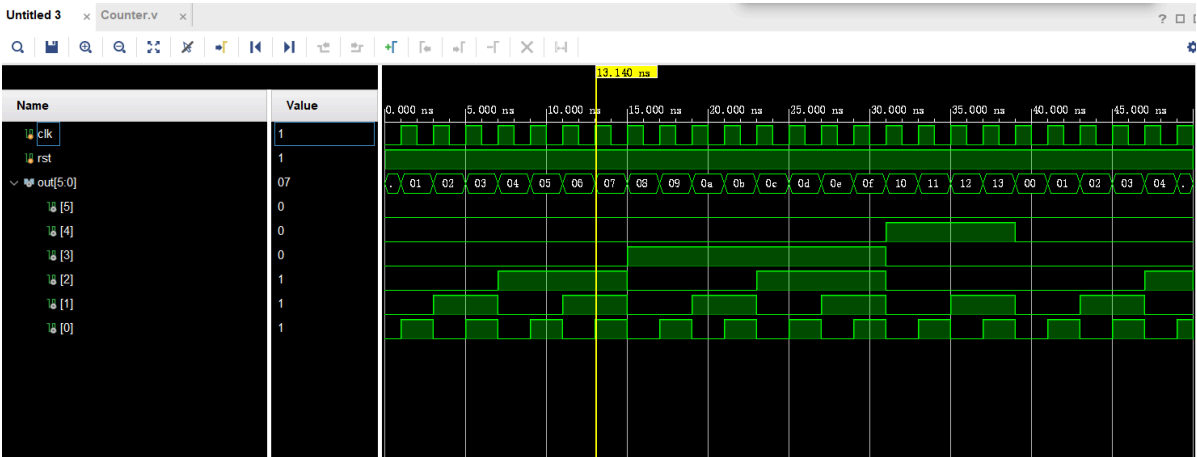 Untitled 3 × Counter.v ×
?
13.140 ns
Name Value
0.000 ns 5.000 ns 10.000 ns 15.000 ns 20.000 ns 25.000 ns 30.000 ns 35.000 ns 40.000 ns 45.000 ns
clk 1
rst 1
out[5:0] 07 . 01 02 03 04 05 06 07 08 09 0a 0b 0c 0d 0e 0f 10 11 12 13 00 01 02 03 04 .
[5] 0
[4] 0
[3] 0
[2] 1
[1] 1
[0] 1